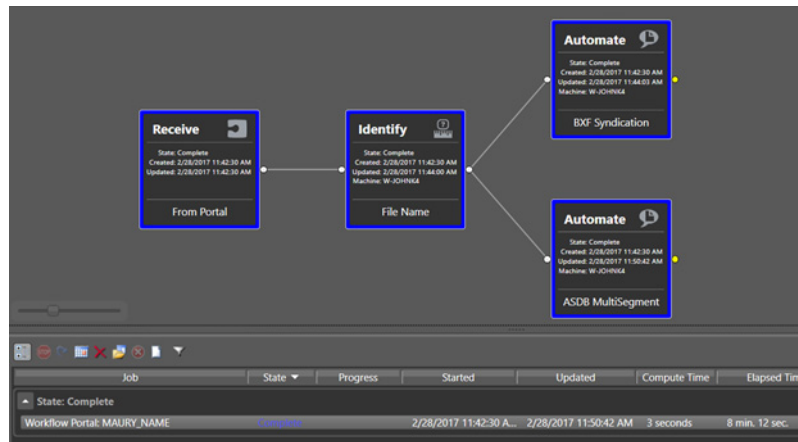 Automate
State: Complete
Created: 2/28/2017 11:42:30 AM
Updated: 2/28/2017 11:44:03 AM
Machine: W-JOHNK4
BXF Syndication
Receive
State: Complete
Created: 2/28/2017 11:42:30 AM
Updated: 2/28/2017 11:42:30 AM
From Portal
Identify
State: Complete
Created: 2/28/2017 11:42:30 AM
Updated: 2/28/2017 11:44:00 AM
Machine: W-JOHNK4
File Name
Automate
State: Complete
Created: 2/28/2017 11:42:30 AM
Updated: 2/28/2017 11:50:42 AM
Machine: W-JOHNK4
ASDB MultiSegment
Job State Progress Started Updated Compute Time Elapsed Tim
State: Complete
Workflow Portal: MAURY_NAME Complete 2/28/2017 11:42:30 A... 2/28/2017 11:50:42 AM 3 seconds 8 min. 12 sec.